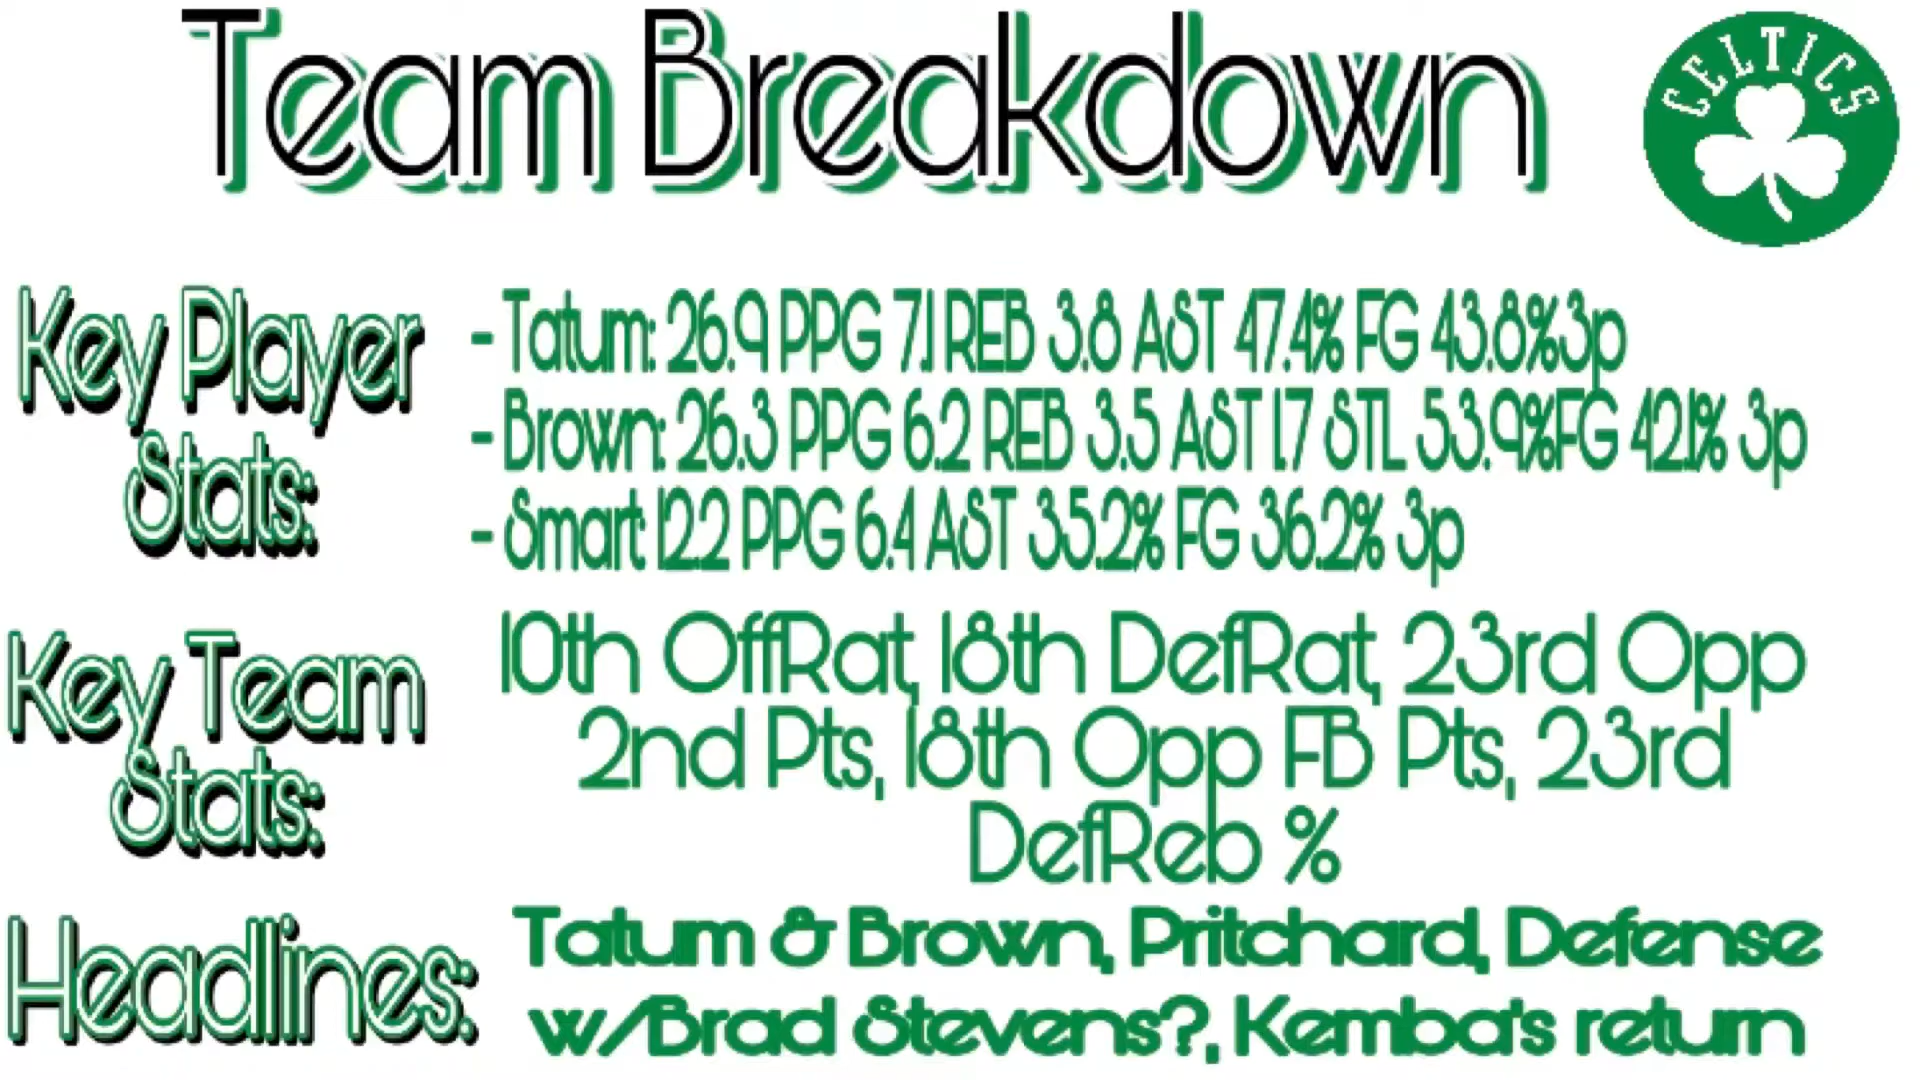 Team Breakdown
CELTICS
Key Player
Stats:
- Tatum: 26.9 PPG 7.1 REB 3.8 AST 47.4% FG 43.8%3p
- Brown: 26.3 PPG 6.2 REB 3.5 AST 1.7 STL 53.9%FG 42.1% 3p
- Smart 12.2 PPG 6.4 AST 35.2% FG 36.2% 3p
Key Team
Stats:
10th OffRat, 18th DefRat, 23rd Opp
2nd Pts, 18th Opp FB Pts, 23rd
DefReb %
Headlines:
Tatum & Brown, Pritchard, Defense
w/Brad Stevens?, Kemba's return